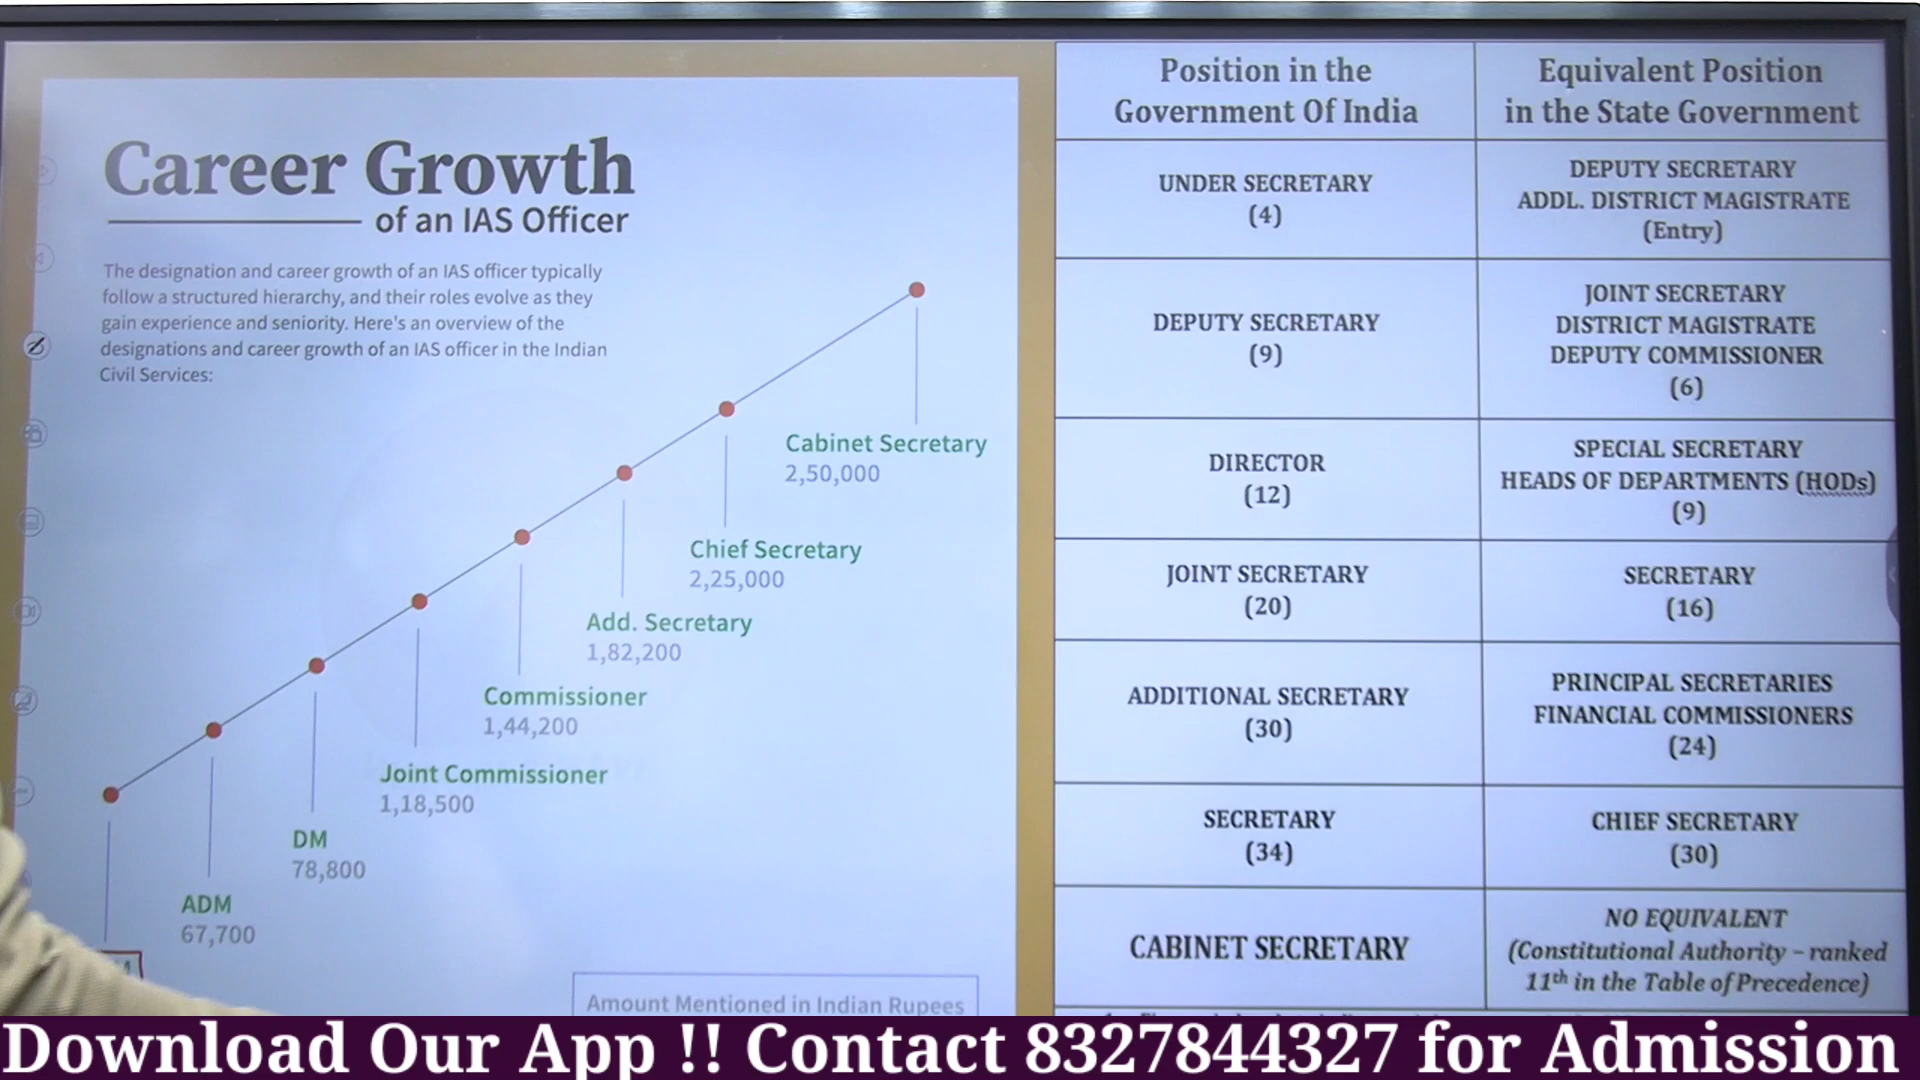 Career Growth
of an IAS Officer
The designation and career growth of an IAS officer typically
follow a structured hierarchy, and their roles evolve as they
gain experience and seniority. Here's an overview of the
designations and career growth of an IAS officer in the Indian
Civil Services:
Cabinet Secretary
2,50,000
Chief Secretary
2,25,000
Add. Secretary
1,82,200
Commissioner
1,44,200
Joint Commissioner
1,18,500
DM
78,800
ADM
67,700
Amount Mentioned in Indian Rupees
Position in the
Government Of India
Equivalent Position
in the State Government
UNDER SECRETARY
(4)
DEPUTY SECRETARY
ADDL. DISTRICT MAGISTRATE
(Entry)
DEPUTY SECRETARY
(9)
JOINT SECRETARY
DISTRICT MAGISTRATE
DEPUTY COMMISSIONER
(6)
DIRECTOR
(12)
SPECIAL SECRETARY
HEADS OF DEPARTMENTS (HODs)
(9)
JOINT SECRETARY
(20)
SECRETARY
(16)
ADDITIONAL SECRETARY
(30)
PRINCIPAL SECRETARIES
FINANCIAL COMMISSIONERS
(24)
SECRETARY
(34)
CHIEF SECRETARY
(30)
CABINET SECRETARY
NO EQUIVALENT
(Constitutional Authority – ranked
11th in the Table of Precedence)
Download Our App !! Contact 8327844327 for Admission